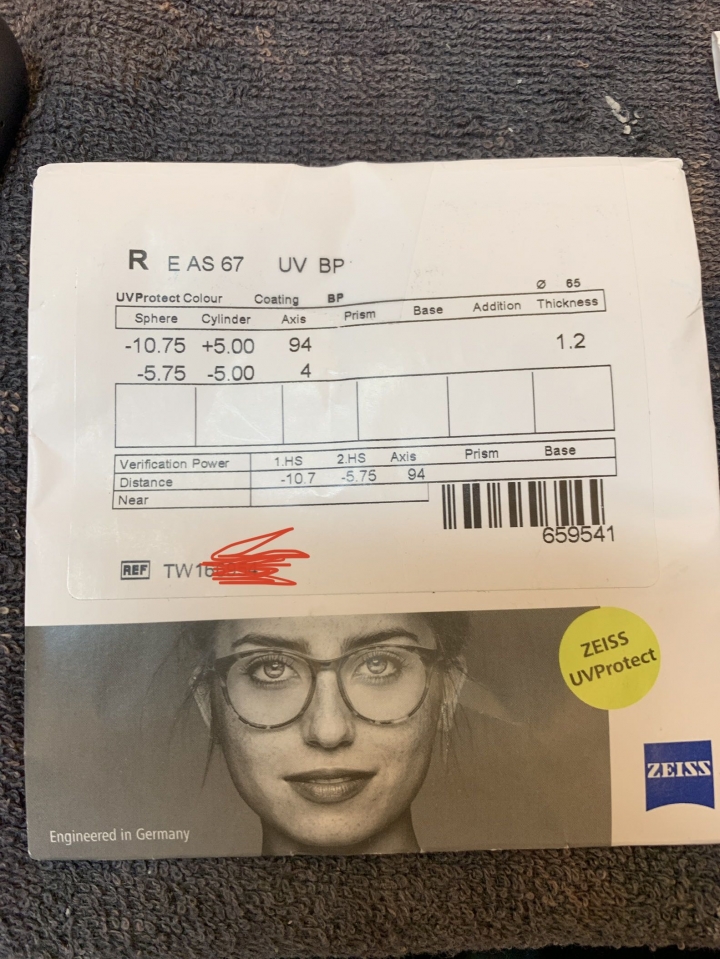 R E AS 67 UV BP
Ø 65
UVProtect Colour Coating BP
Sphere Cylinder Axis Prism Base Addition Thickness
-10.75 +5.00 94 1.2
-5.75 -5.00 4
Verification Power 1.HS 2.HS Axis Prism Base
Distance -10.7 -5.75 94
Near
659541
REF
ZEISS
UVProtect
ZEISS
Engineered in Germany